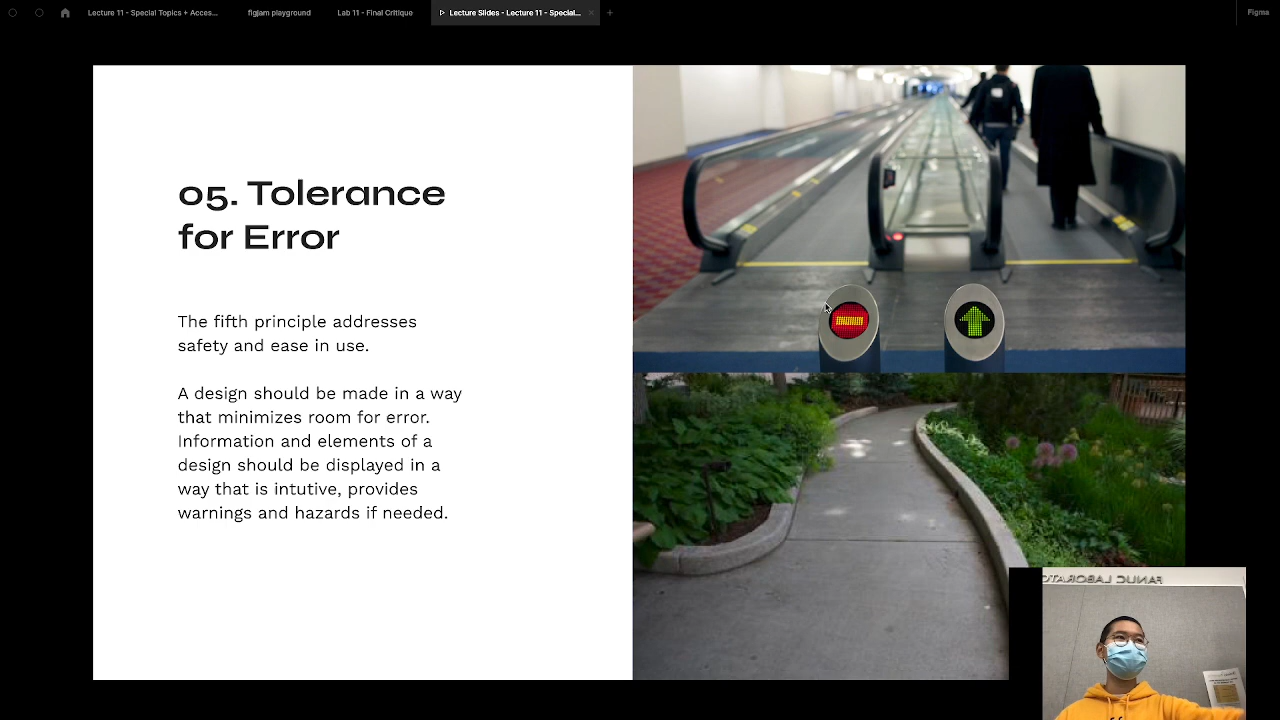 Lecture 11 - Special Topics + Acces...
figjam playground
Lab 11 - Final Critique
Lecture Slides - Lecture 11 - Special...
Figma
05. Tolerance
for Error
The fifth principle addresses
safety and ease in use.
A design should be made in a way
that minimizes room for error.
Information and elements of a
design should be displayed in a
way that is intutive, provides
warnings and hazards if needed.
FANUC LABORATO